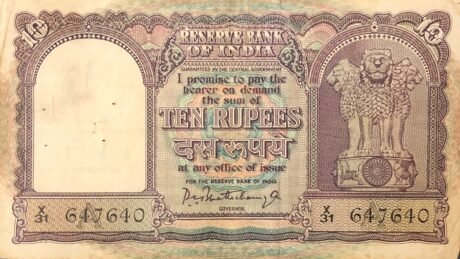 10 10
RESERVE BANK
OF INDIA
GUARANTEED BY THE CENTRAL GOVERNMENT
I promise to pay the
bearer on demand
the sum of
TEN RUPEES
दस रुपये
at any office of issue
FOR THE RESERVE BANK OF INDIA
GOVERNOR
X/31 647640
X/31 647640